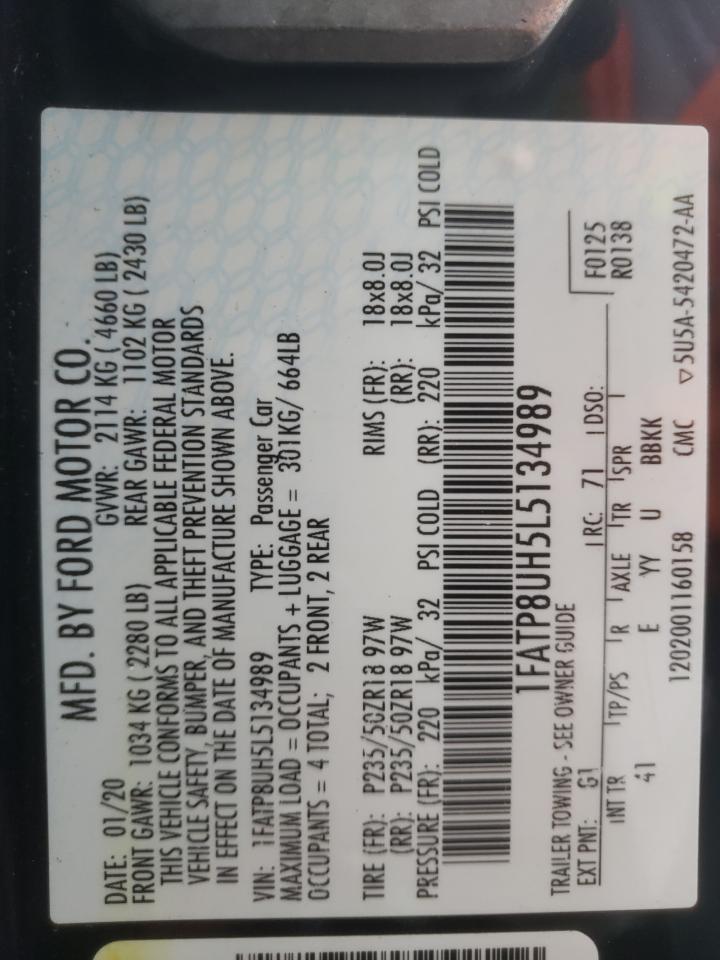 MFD. BY FORD MOTOR CO.
DATE: 01/20 GVWR: 2114 KG ( 4660 LB)
FRONT GAWR: 1034 KG ( 2280 LB) REAR GAWR: 1102 KG ( 2430 LB)
THIS VEHICLE CONFORMS TO ALL APPLICABLE FEDERAL MOTOR
VEHICLE SAFETY, BUMPER, AND THEFT PREVENTION STANDARDS
IN EFFECT ON THE DATE OF MANUFACTURE SHOWN ABOVE.
VIN: 1FATP8UH5L5134989 TYPE: Passenger Car
MAXIMUM LOAD = OCCUPANTS + LUGGAGE = 301KG/ 664LB
OCCUPANTS = 4 TOTAL; 2 FRONT, 2 REAR
TIRE (FR): P235/50ZR18 97W RIMS (FR): 18x8.0J
(RR): P235/50ZR18 97W (RR): 18x8.0J
PRESSURE (FR): 220 kPa/ 32 PSI COLD (RR): 220 kPa/ 32 PSI COLD
1FATP8UH5L5134989
TRAILER TOWING - SEE OWNER GUIDE
EXT PNT: G1 RC: 71 DSO: F0125
R0138
INT TR TP/PS R AXLE TR SPR
41 E YY U BBKK
1202001160158 CMC ▽5U5A-5420472-AA